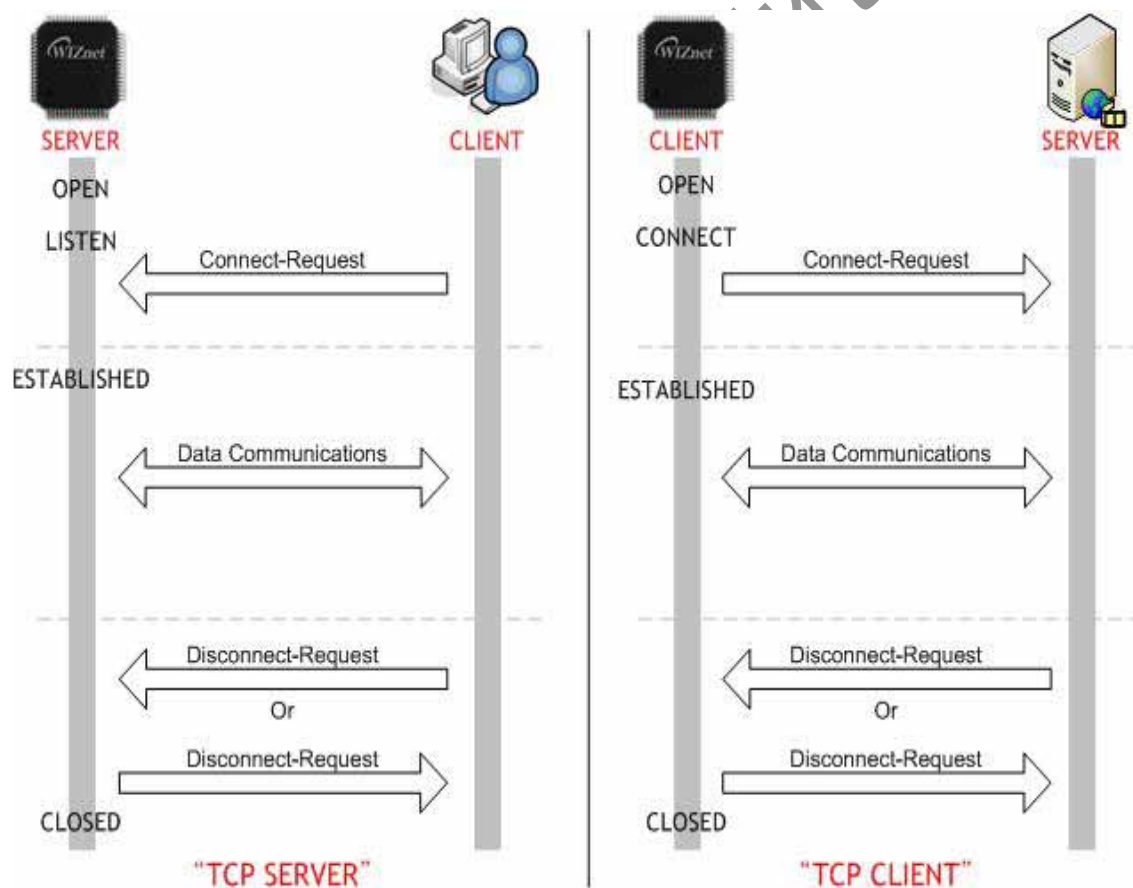 WIZnet
SERVER
CLIENT
OPEN
LISTEN
Connect-Request
ESTABLISHED
Data Communications
Disconnect-Request
Or
Disconnect-Request
CLOSED
"TCP SERVER"
WIZnet
CLIENT
SERVER
OPEN
CONNECT
Connect-Request
ESTABLISHED
Data Communications
Disconnect-Request
Or
Disconnect-Request
CLOSED
"TCP CLIENT"